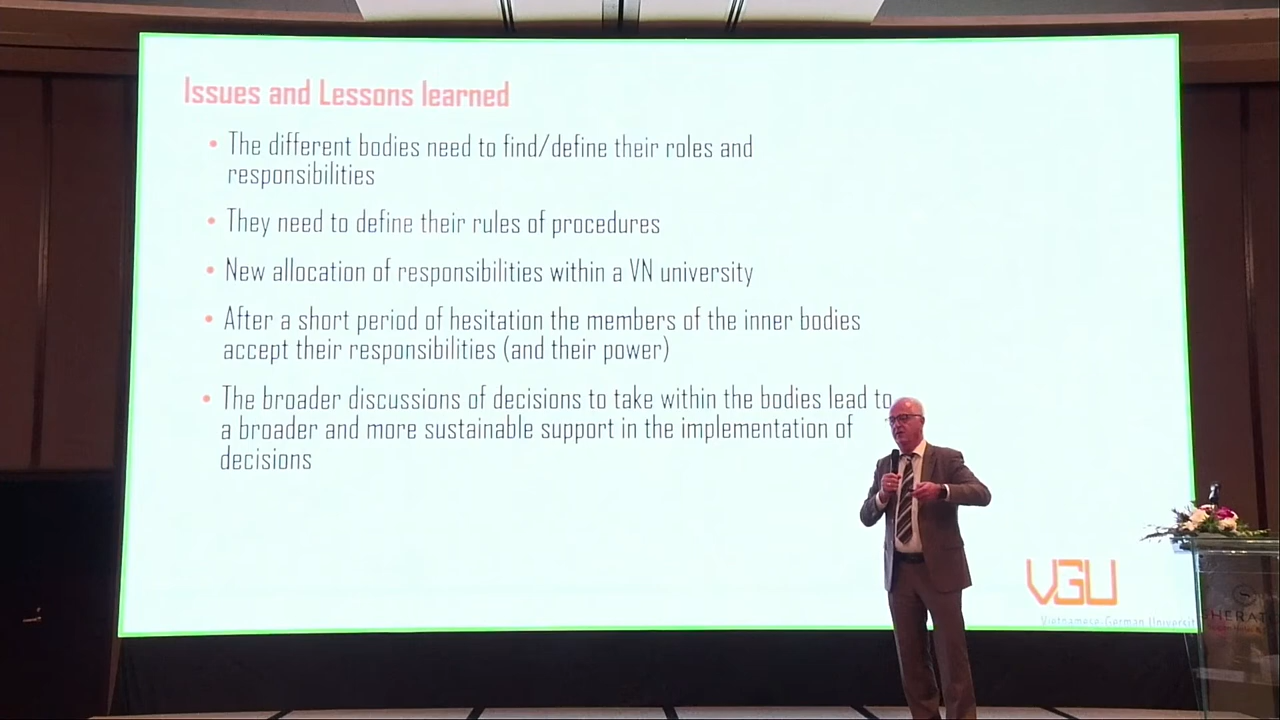 Issues and Lessons learned
• The different bodies need to find/define their roles and
responsibilities
• They need to define their rules of procedures
• New allocation of responsibilities within a VN university
• After a short period of hesitation the members of the inner bodies
accept their responsibilities (and their power)
• The broader discussions of decisions to take within the bodies lead to
a broader and more sustainable support in the implementation of
decisions
VGU
Vietnamese-German Universit
SHERAT